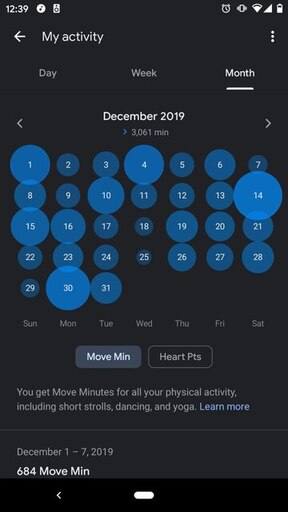 12:39
My activity
Day Week Month
December 2019
3,061 min
1 2 3 4 5 6 7
8 9 10 11 12 13 14
15 16 17 18 19 20 21
22 23 24 25 26 27 28
29 30 31
Sun Mon Tue Wed Thu Fri Sat
Move Min Heart Pts
You get Move Minutes for all your physical activity,
including short strolls, dancing, and yoga. Learn more
December 1 – 7, 2019
684 Move Min